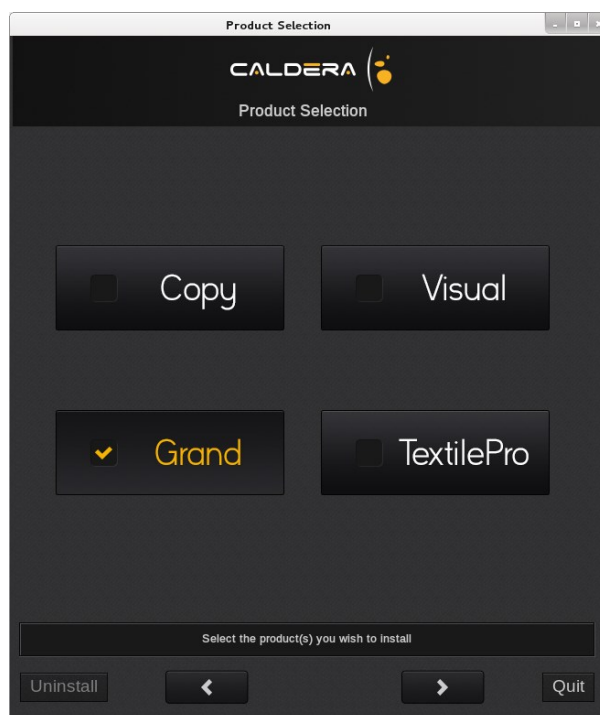 Product Selection
CALDERA
Product Selection
Copy
Visual
Grand
TextilePro
Select the product(s) you wish to install
Uninstall
Quit